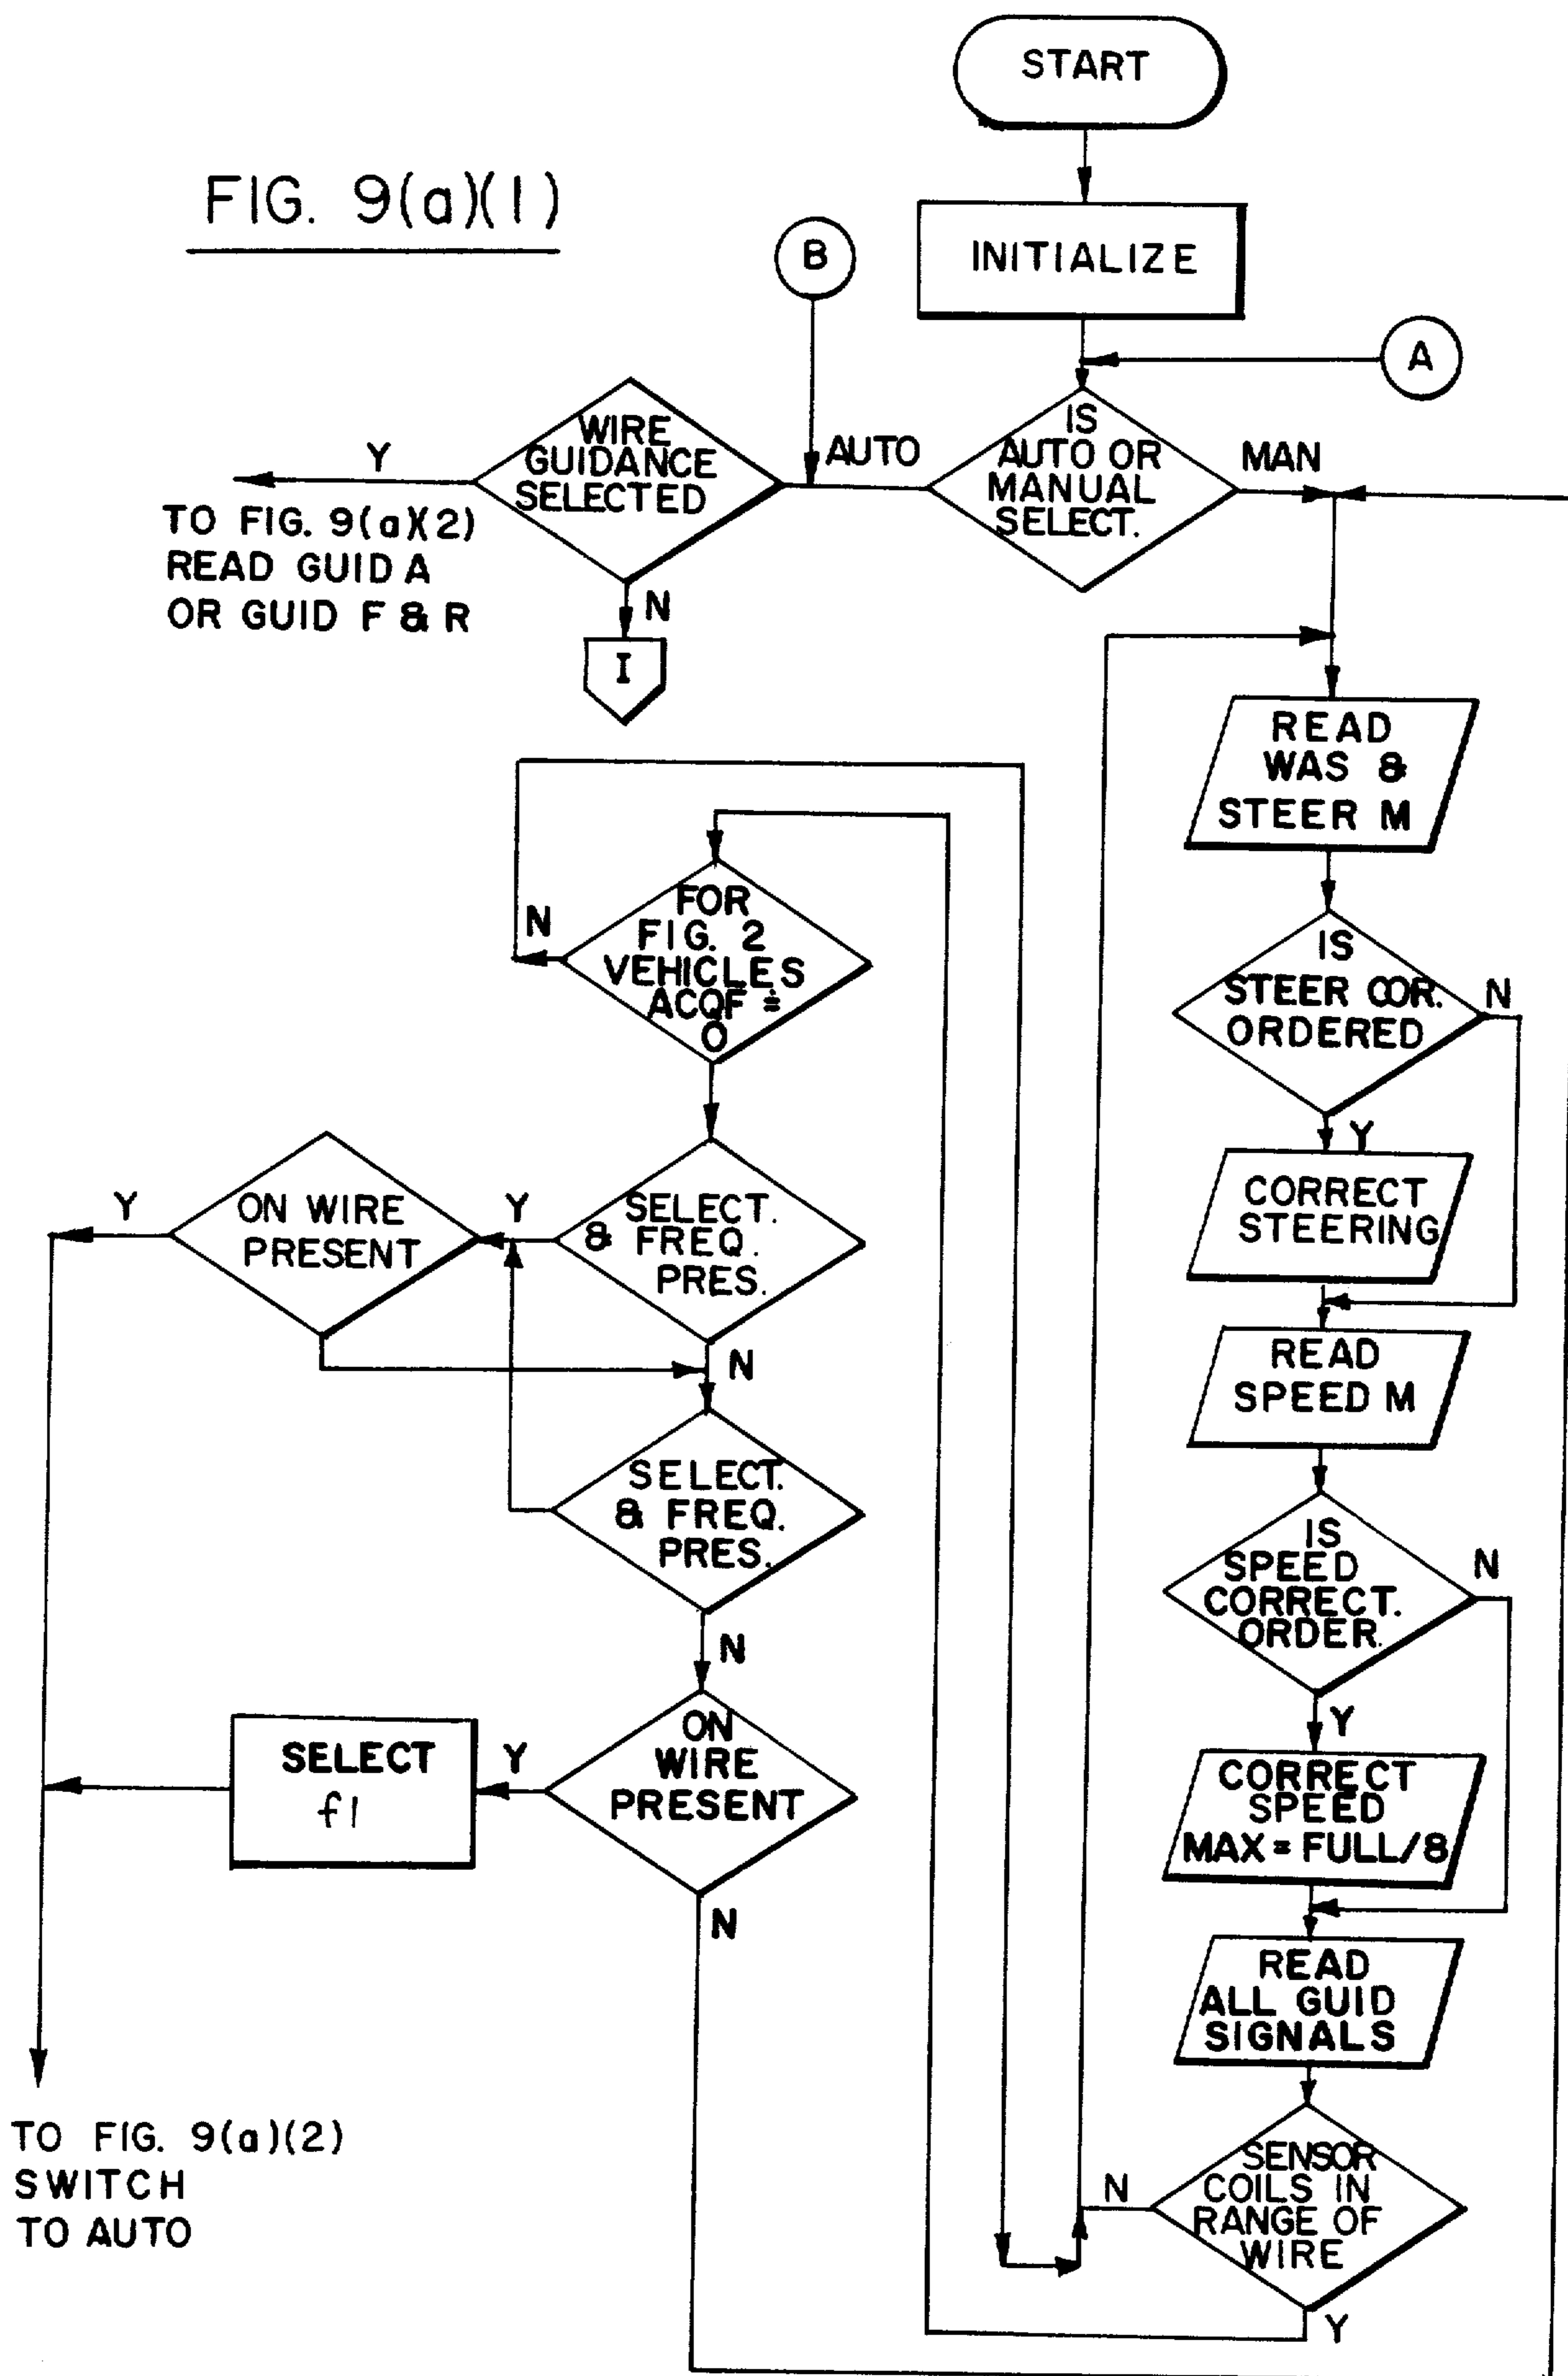 START
FIG. 9(a)(1)
INITIALIZE
B
A
IS
AUTO OR
MANUAL
SELECT.
AUTO
MAN
WIRE
GUIDANCE
SELECTED
Y
TO FIG. 9(a)(2)
READ GUID A
OR GUID F & R
N
I
READ
WAS &
STEER M
FOR
FIG. 2
VEHICLES
ACQF =
0
N
IS
STEER COR.
ORDERED
N
Y
CORRECT
STEERING
ON WIRE
PRESENT
Y
Y
SELECT.
& FREQ.
PRES.
N
READ
SPEED M
SELECT.
& FREQ.
PRES.
N
IS
SPEED
CORRECT.
ORDER.
N
Y
SELECT
f1
Y
ON
WIRE
PRESENT
N
CORRECT
SPEED
MAX = FULL/8
READ
ALL GUID
SIGNALS
TO FIG. 9(a)(2)
SWITCH
TO AUTO
SENSOR
COILS IN
RANGE OF
WIRE
N
Y